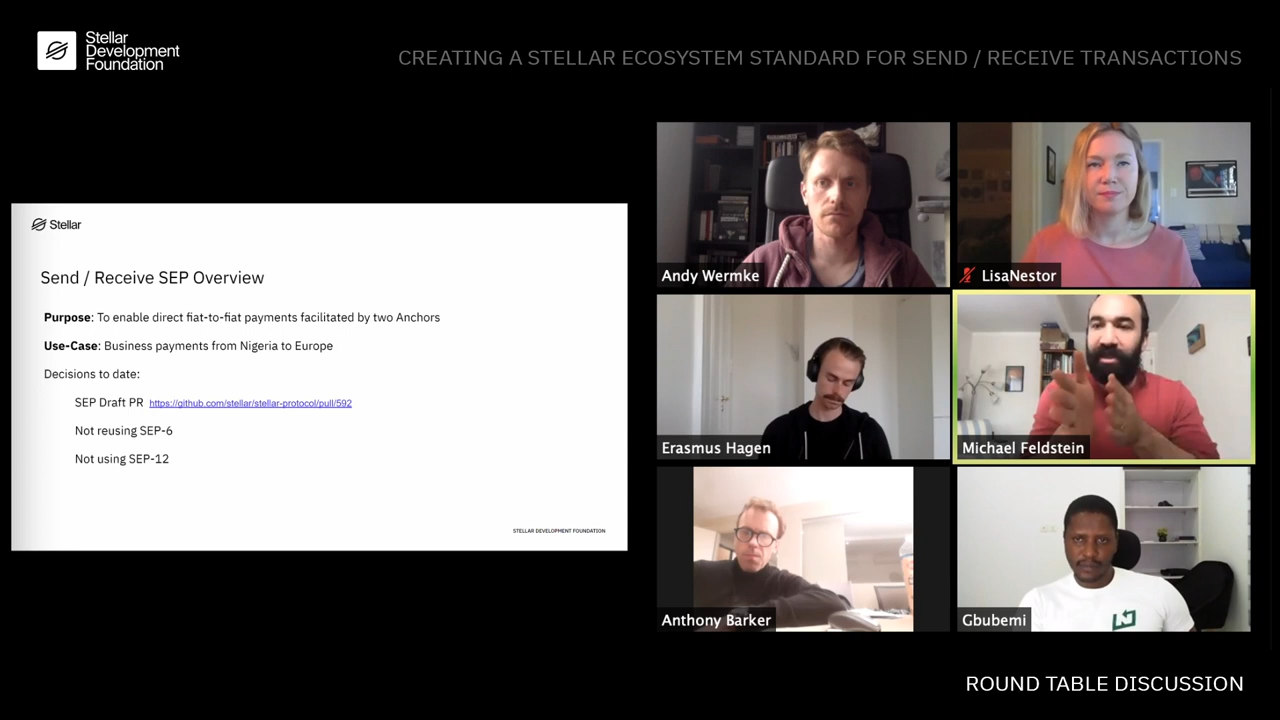 Stellar
Development
Foundation
CREATING A STELLAR ECOSYSTEM STANDARD FOR SEND / RECEIVE TRANSACTIONS
Stellar
Send / Receive SEP Overview
Purpose: To enable direct fiat-to-fiat payments facilitated by two Anchors
Use-Case: Business payments from Nigeria to Europe
Decisions to date:
SEP Draft PR https://github.com/stellar/stellar-protocol/pull/592
Not reusing SEP-6
Not using SEP-12
STELLAR DEVELOPMENT FOUNDATION
Andy Wermke
LisaNestor
Erasmus Hagen
Michael Feldstein
Anthony Barker
Gbubemi
ROUND TABLE DISCUSSION